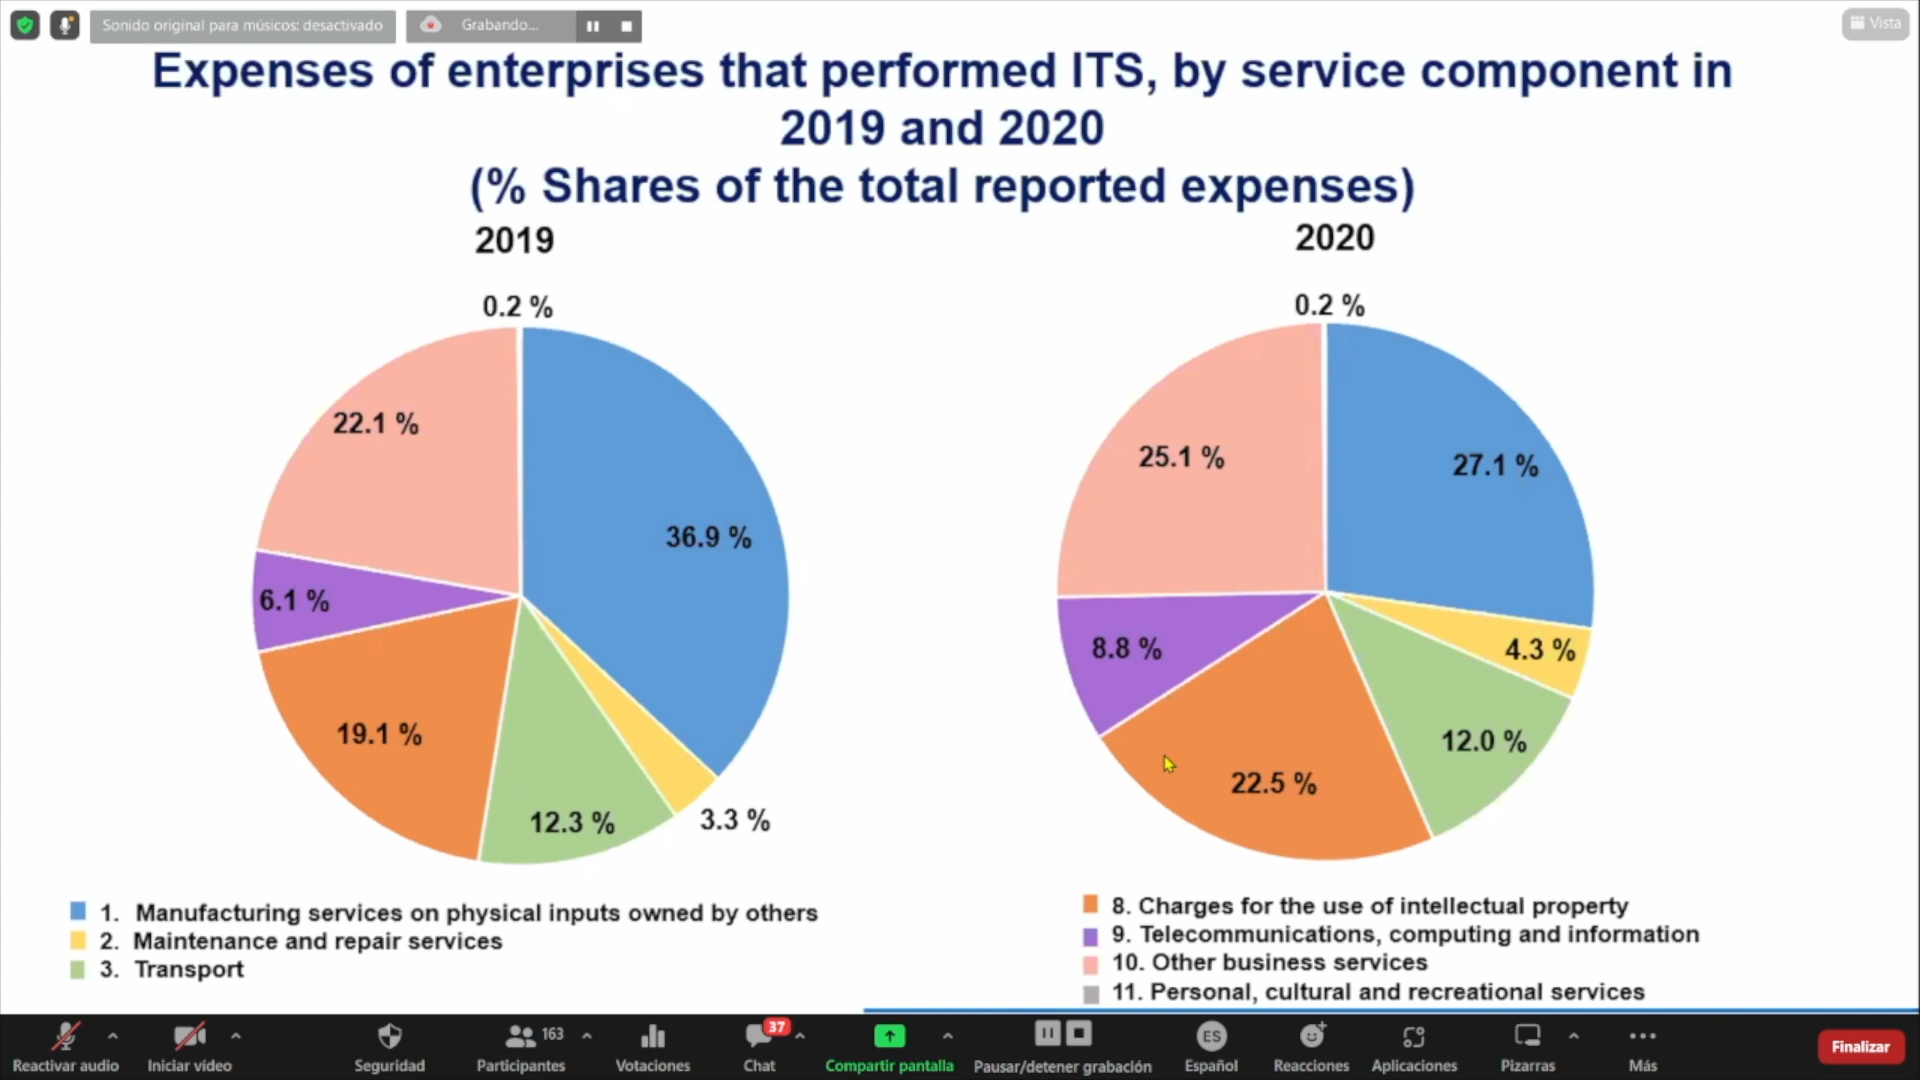 Sonido original para músicos: desactivado
Grabando...
Vista
Expenses of enterprises that performed ITS, by service component in
2019 and 2020
(% Shares of the total reported expenses)
2019
2020
0.2 %
22.1 %
36.9 %
6.1 %
19.1 %
12.3 %
3.3 %
0.2 %
25.1 %
27.1 %
8.8 %
4.3 %
12.0 %
22.5 %
1. Manufacturing services on physical inputs owned by others
2. Maintenance and repair services
3. Transport
8. Charges for the use of intellectual property
9. Telecommunications, computing and information
10. Other business services
11. Personal, cultural and recreational services
Reactivar audio
Iniciar vídeo
Seguridad
163
Participantes
Votaciones
37
Chat
Compartir pantalla
Pausar/detener grabación
ES
Español
Reacciones
Aplicaciones
Pizarras
Más
Finalizar